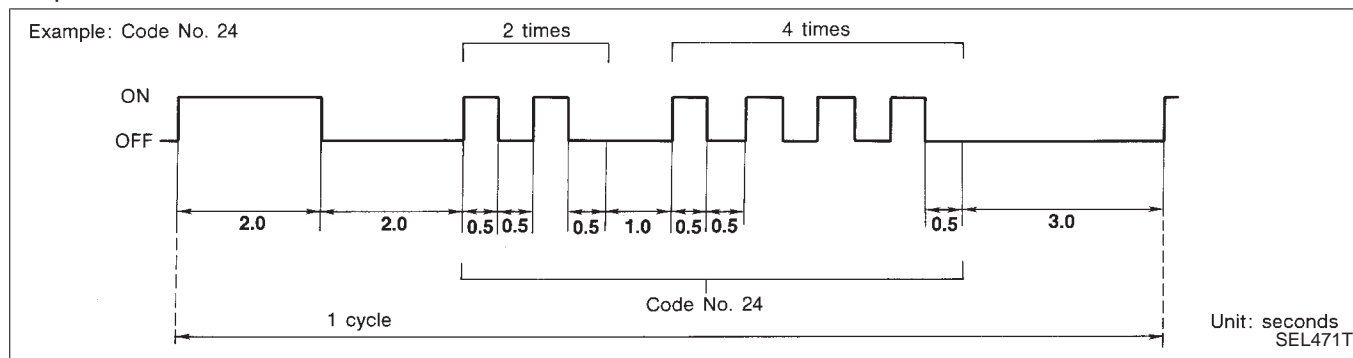 Example: Code No. 24
2 times
4 times
ON
OFF
2.0
2.0
0.5
0.5
0.5
1.0
0.5
0.5
0.5
3.0
Code No. 24
1 cycle
Unit: seconds
SEL471T